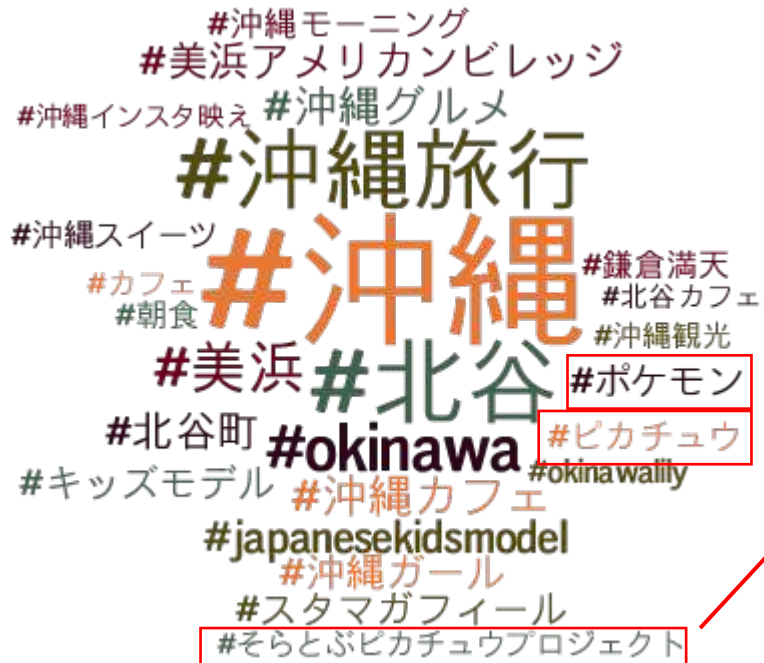 #沖縄モーニング
#美浜アメリカンビレッジ
#沖縄インスタ映え #沖縄グルメ
#沖縄旅行
#沖縄スイーツ
#沖縄
#カフェ
#朝食
#鎌倉満天
#北谷カフェ
#沖縄観光
#美浜 #北谷 #ポケモン
#北谷町 #okinawa #ピカチュウ
#okinawalily
#キッズモデル #沖縄カフェ
#japanesekidsmodel
#沖縄ガール
#スタマガフィール
#そらとぶピカチュウプロジェクト